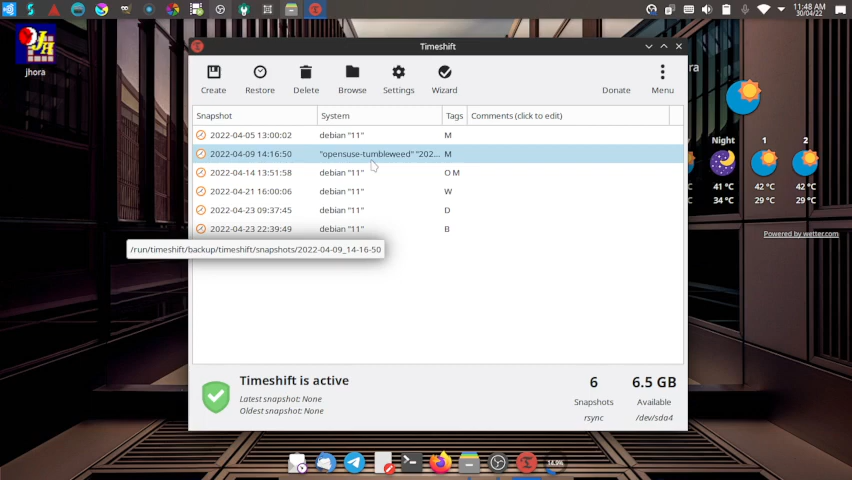 11:48 AM
30/04/22
JHA
jhora
Timeshift
Create
Restore
Delete
Browse
Settings
Wizard
Donate
Menu
Snapshot System Tags Comments (click to edit)
2022-04-05 13:00:02 debian "11" M
2022-04-09 14:16:50 "opensuse-tumbleweed" "202... M
2022-04-14 13:51:58 debian "11" O M
2022-04-21 16:00:06 debian "11" W
2022-04-23 09:37:45 debian "11" D
2022-04-23 22:39:49 debian "11" B
/run/timeshift/backup/timeshift/snapshots/2022-04-09_14-16-50
Timeshift is active
Latest snapshot: None
Oldest snapshot: None
6
Snapshots
rsync
6.5 GB
Available
/dev/sda4
ra
Night 1 2
41 °C 42 °C 42 °C
34 °C 29 °C 29 °C
Powered by wetter.com
14.9%